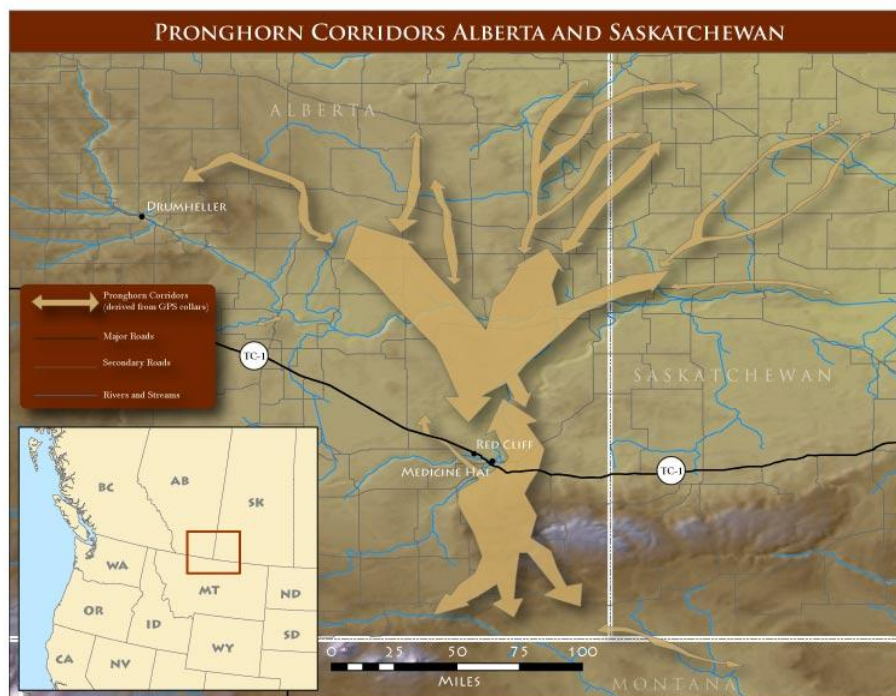 PRONGHORN CORRIDORS ALBERTA AND SASKATCHEWAN
ALBERTA
DRUMHELLER
Pronghorn Corridors
(derived from GPS collars)
Major Roads
Secondary Roads
Rivers and Streams
TC-1
SASKATCHEWAN
RED CLIFF
MEDICINE HAT
TC-1
BC
AB
SK
WA
MT
ND
OR
ID
SD
WY
CA
NV
0 25 50 75 100
MILES
MONTANA